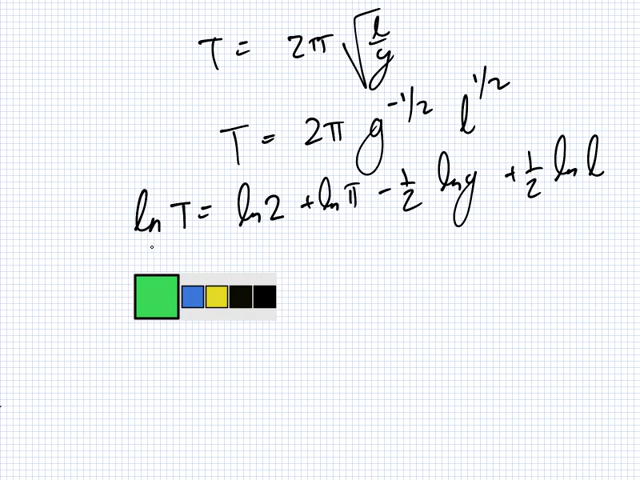 T = 2π √(l/g)
T = 2π g^-1/2 l^1/2
ln T = ln 2 + ln π - 1/2 ln g + 1/2 ln l